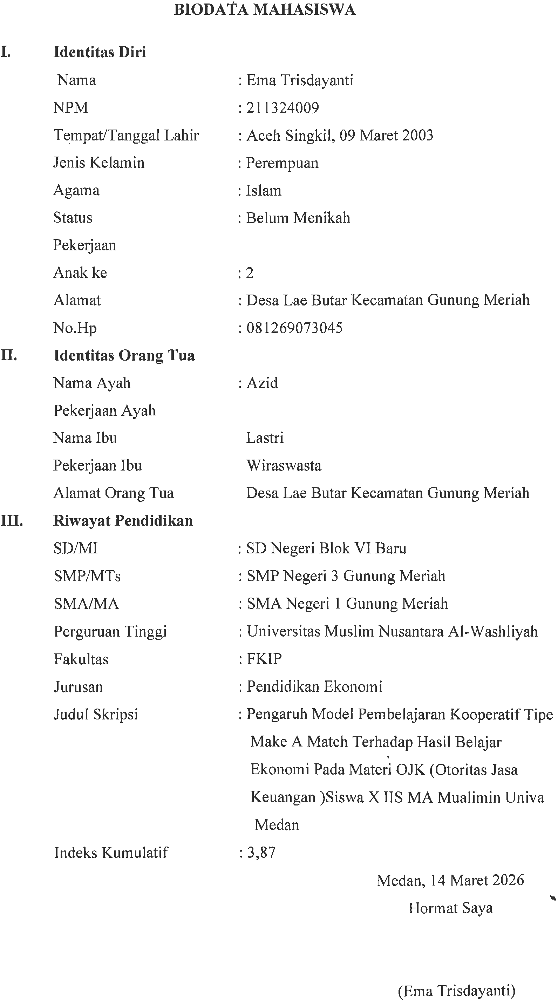 BIODATA MAHASISWA
I. Identitas Diri
Nama : Ema Trisdayanti
NPM : 211324009
Tempat/Tanggal Lahir : Aceh Singkil, 09 Maret 2003
Jenis Kelamin : Perempuan
Agama : Islam
Status : Belum Menikah
Pekerjaan
Anak ke : 2
Alamat : Desa Lae Butar Kecamatan Gunung Meriah
No.Hp : 081269073045
II. Identitas Orang Tua
Nama Ayah : Azid
Pekerjaan Ayah
Nama Ibu Lastri
Pekerjaan Ibu Wiraswasta
Alamat Orang Tua Desa Lae Butar Kecamatan Gunung Meriah
III. Riwayat Pendidikan
SD/MI : SD Negeri Blok VI Baru
SMP/MTs : SMP Negeri 3 Gunung Meriah
SMA/MA : SMA Negeri 1 Gunung Meriah
Perguruan Tinggi : Universitas Muslim Nusantara Al-Washliyah
Fakultas : FKIP
Jurusan : Pendidikan Ekonomi
Judul Skripsi : Pengaruh Model Pembelajaran Kooperatif Tipe
Make A Match Terhadap Hasil Belajar
Ekonomi Pada Materi OJK (Otoritas Jasa
Keuangan )Siswa X IIS MA Mualimin Univa
Medan
Indeks Kumulatif : 3,87
Medan, 14 Maret 2026
Hormat Saya
(Ema Trisdayanti)